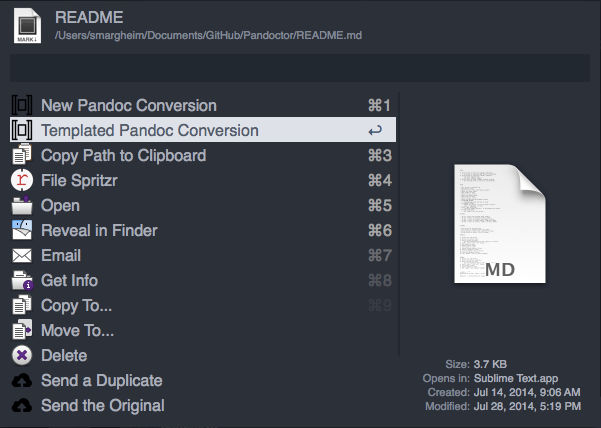 README
/Users/smargheim/Documents/GitHub/Pandoctor/README.md
MARK↓
New Pandoc Conversion ⌘1
Templated Pandoc Conversion ↩
Copy Path to Clipboard ⌘3
File Spritzr ⌘4
Open ⌘5
Reveal in Finder ⌘6
Email ⌘7
Get Info ⌘8
Copy To... ⌘9
Move To...
Delete
Send a Duplicate
Send the Original
MD
Size: 3.7 KB
Opens in: Sublime Text.app
Created: Jul 14, 2014, 9:06 AM
Modified: Jul 28, 2014, 5:19 PM